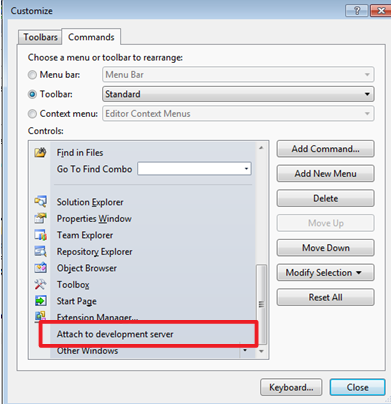 Customize
Toolbars
Commands
Choose a menu or toolbar to rearrange:
Menu bar:
Menu Bar
Toolbar:
Standard
Context menu:
Editor Context Menus
Controls:
Find in Files
Go To Find Combo
Solution Explorer
Properties Window
Team Explorer
Repository Explorer
Object Browser
Toolbox
Start Page
Extension Manager...
Attach to development server
Other Windows
Add Command...
Add New Menu
Delete
Move Up
Move Down
Modify Selection
Reset All
Keyboard...
Close